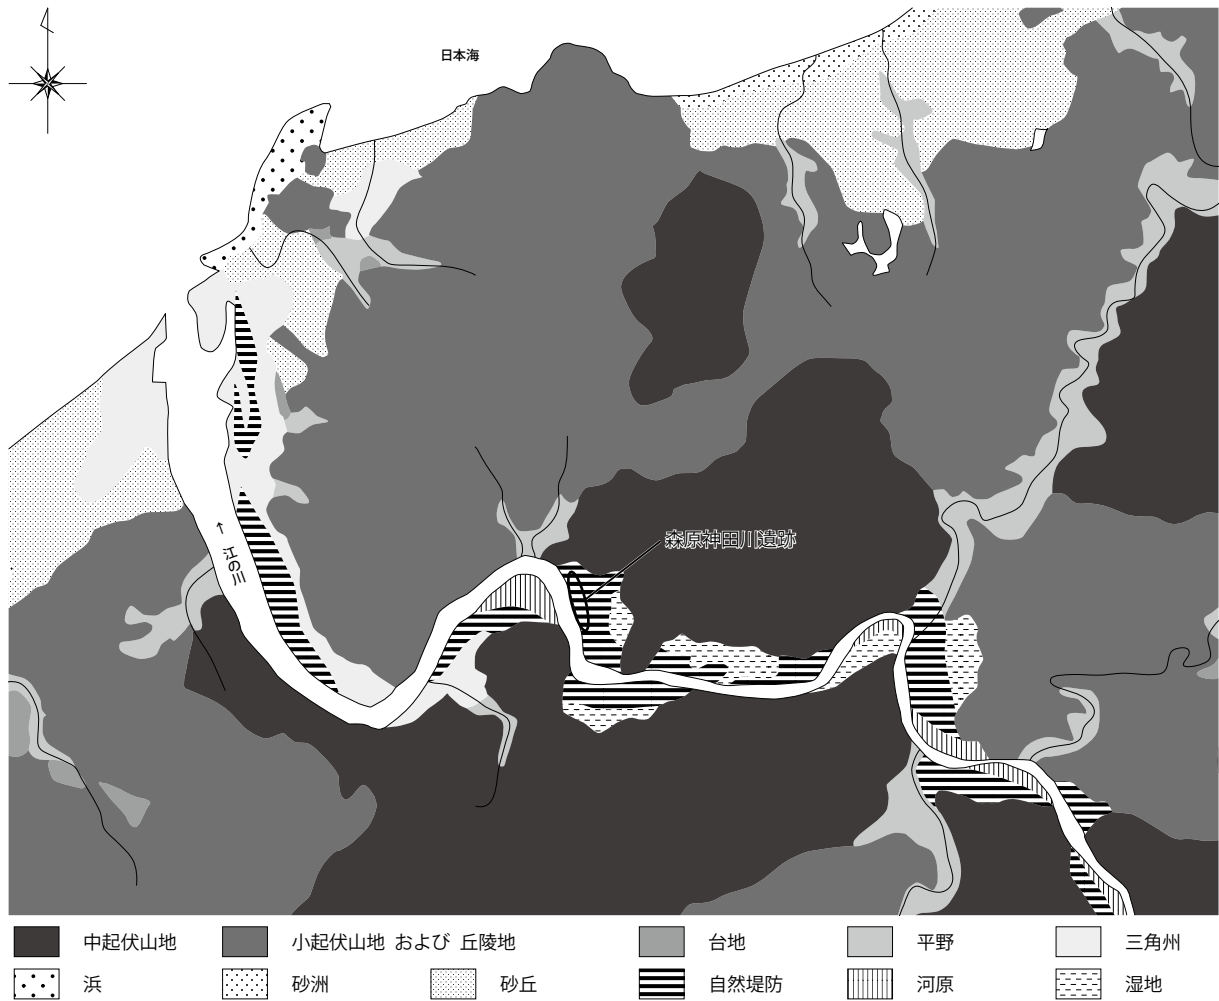 日本海
森原神田川遺跡
↑ 江の川
中起伏山地
小起伏山地 および 丘陵地
台地
平野
三角州
浜
砂洲
砂丘
自然堤防
河原
湿地